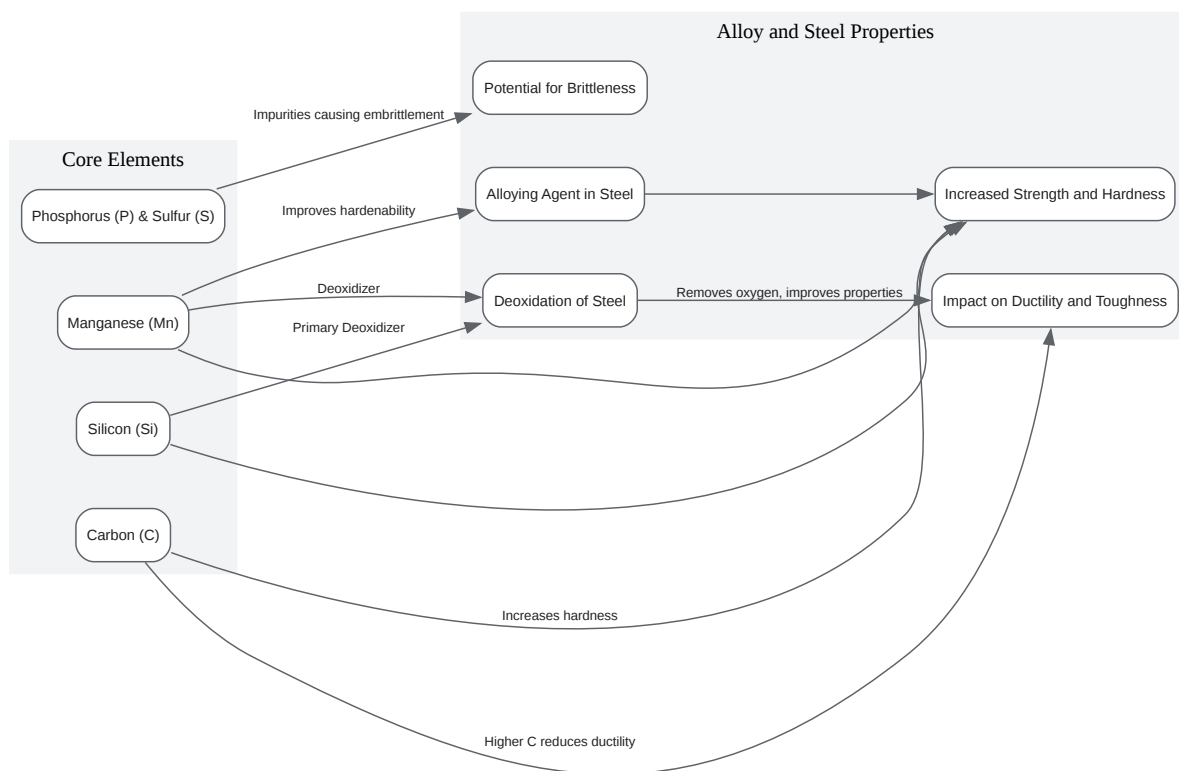 Alloy and Steel Properties
Potential for Brittleness
Impurities causing embrittlement
Core Elements
Phosphorus (P) & Sulfur (S)
Alloying Agent in Steel
Increased Strength and Hardness
Improves hardenability
Deoxidizer
Deoxidation of Steel
Removes oxygen, improves properties
Impact on Ductility and Toughness
Manganese (Mn)
Primary Deoxidizer
Silicon (Si)
Carbon (C)
Increases hardness
Higher C reduces ductility